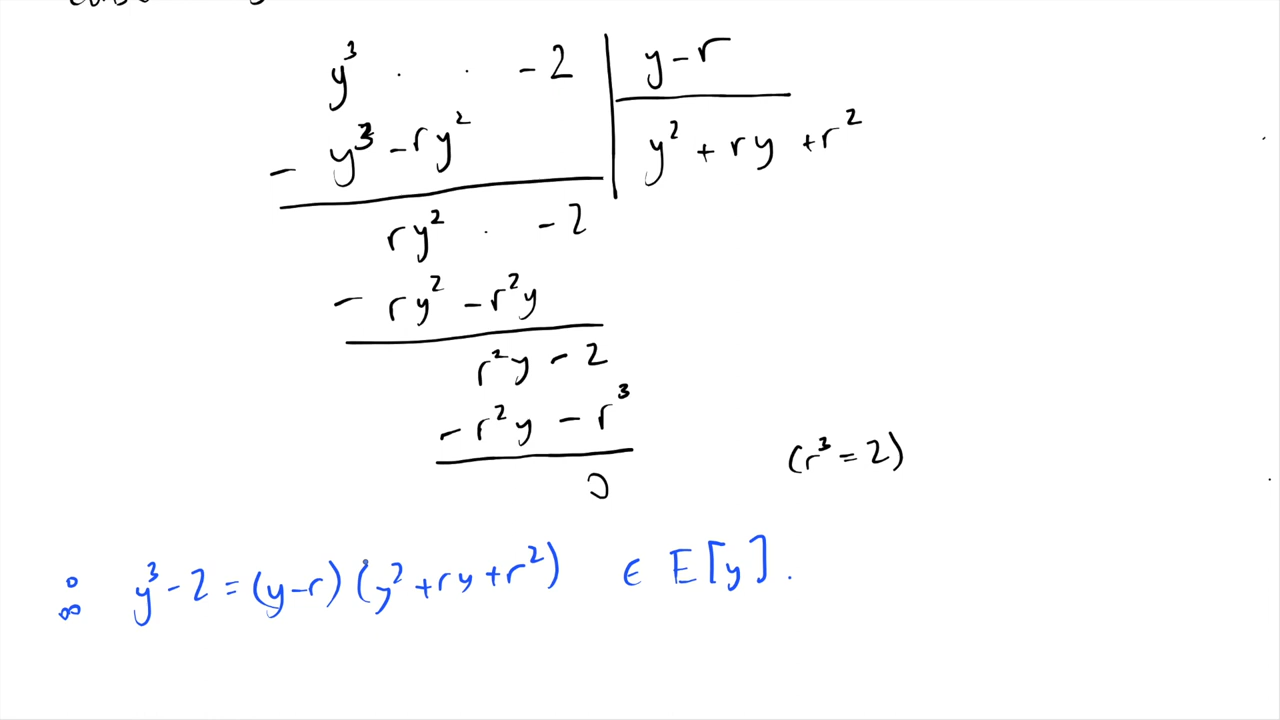 y³ · · - 2 | y - r
- y³ - ry² | y² + ry + r²
ry² · - 2
- ry² - r²y
r²y - 2
- r²y - r³
0 (r³ = 2)
∴ y³ - 2 = (y - r)(y² + ry + r²) ∈ E[y].